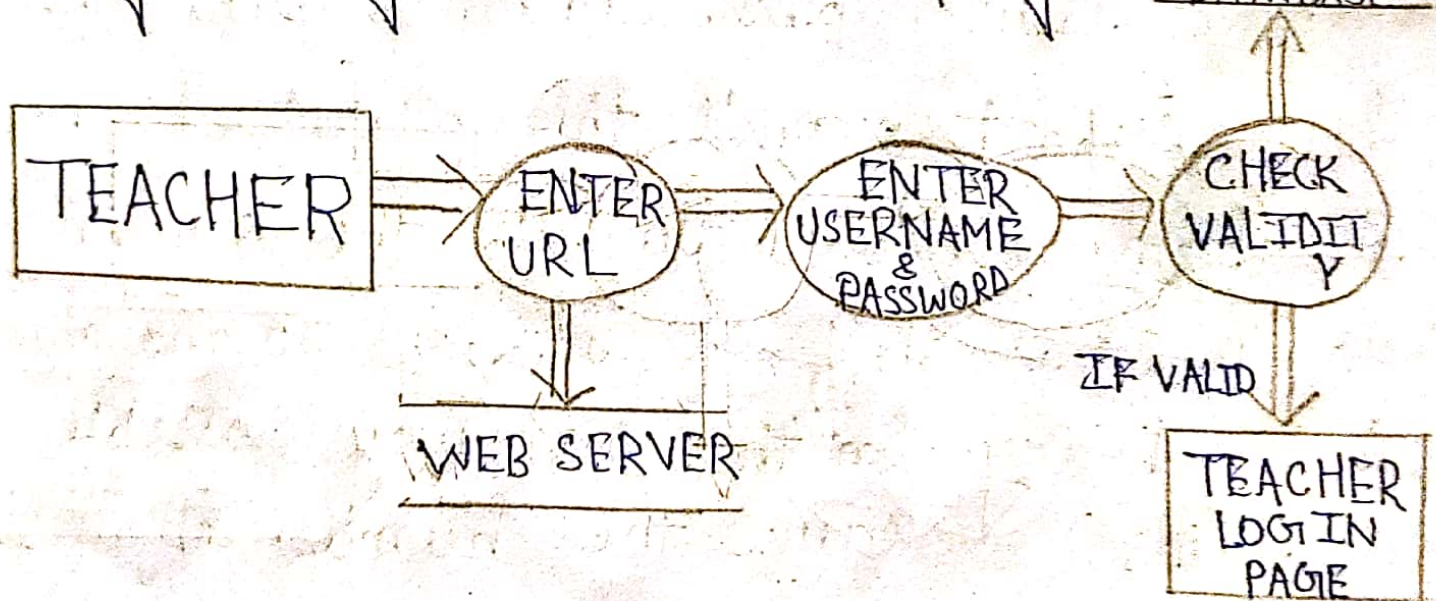 TEACHER
ENTER
URL
ENTER
USERNAME
&
PASSWORD
CHECK
VALIDIT
Y
WEB SERVER
IF VALID
TEACHER
LOGIN
PAGE